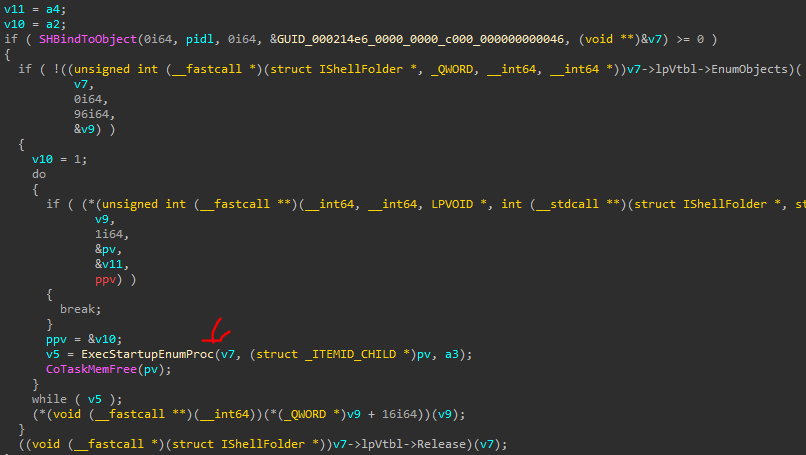 v11 = a4;
v10 = a2;
if ( SHBindToObject(0i64, pidl, 0i64, &GUID_000214e6_0000_0000_c000_000000000046, (void **)&v7) >= 0 )
{
if ( !((unsigned int (__fastcall *)(struct IShellFolder *, _QWORD, __int64, __int64 *))v7->lpVtbl->EnumObjects)(
v7,
0i64,
96i64,
&v9) )
{
v10 = 1;
do
{
if ( (*(unsigned int (__fastcall **)(__int64, __int64, LPVOID *, int (__stdcall **)(struct IShellFolder *, st
v9,
1i64,
&pv,
&v11,
ppv) )
{
break;
}
ppv = &v10;
v5 = ExecStartupEnumProc(v7, (struct _ITEMID_CHILD *)pv, a3);
CoTaskMemFree(pv);
}
while ( v5 );
(*(void (__fastcall **)(__int64))(*(_QWORD *)v9 + 16i64))(v9);
}
((void (__fastcall *)(struct IShellFolder *))v7->lpVtbl->Release)(v7);